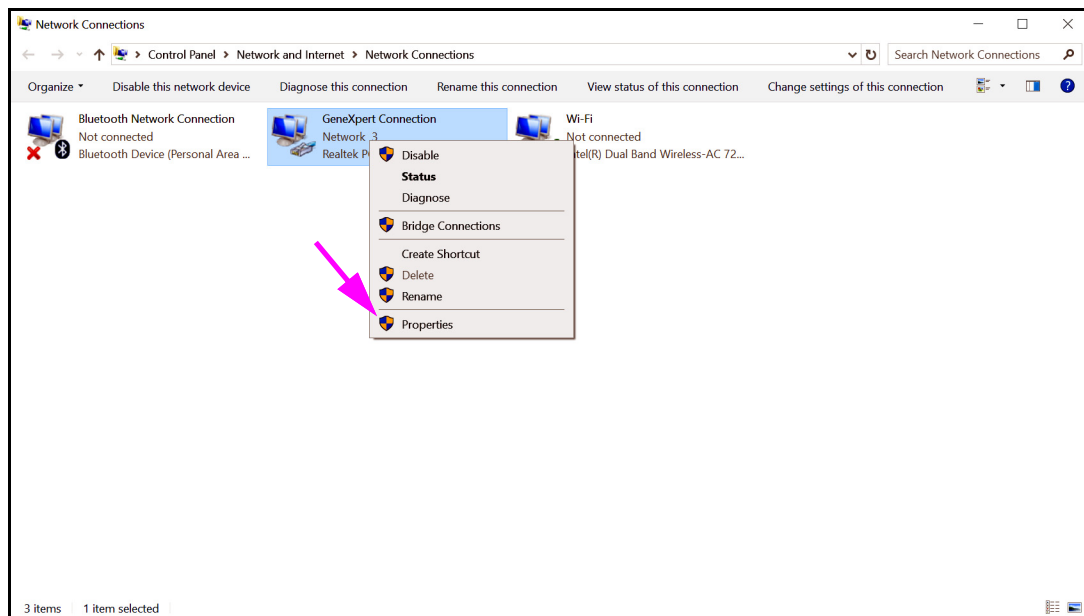 Network Connections
Control Panel > Network and Internet > Network Connections
Search Network Connections
Organize
Disable this network device
Diagnose this connection
Rename this connection
View status of this connection
Change settings of this connection
Bluetooth Network Connection
Not connected
Bluetooth Device (Personal Area ...
GeneXpert Connection
Network 3
Realtek
Wi-Fi
Not connected
Dual Band Wireless-AC 72...
Disable
Status
Diagnose
Bridge Connections
Create Shortcut
Delete
Rename
Properties
3 items
1 item selected